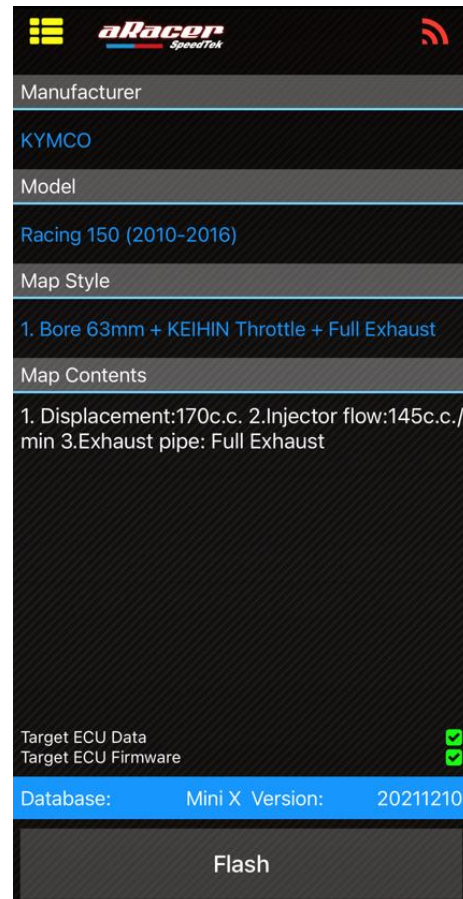 aRacer
SpeedTek
Manufacturer
KYMCO
Model
Racing 150 (2010-2016)
Map Style
1. Bore 63mm + KEIHIN Throttle + Full Exhaust
Map Contents
1. Displacement:170c.c. 2.Injector flow:145c.c./
min 3.Exhaust pipe: Full Exhaust
Target ECU Data
Target ECU Firmware
Database: Mini X Version: 20211210
Flash